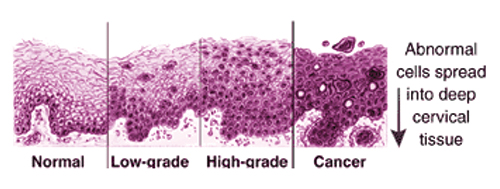 Abnormal
cells spread
into deep
cervical
tissue
Normal
Low-grade
High-grade
Cancer